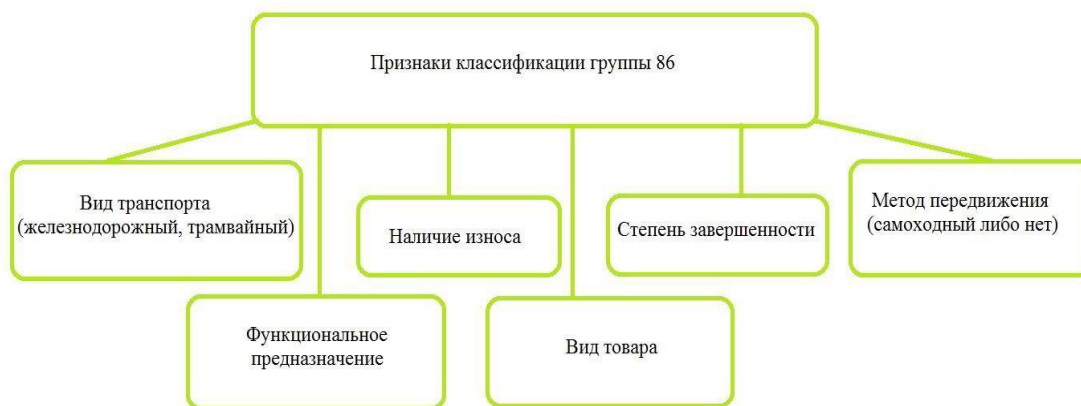 Признаки классификации группы 86
Вид транспорта
(железнодорожный, трамвайный)
Наличие износа
Степень завершенности
Метод передвижения
(самоходный либо нет)
Функциональное
предназначение
Вид товара